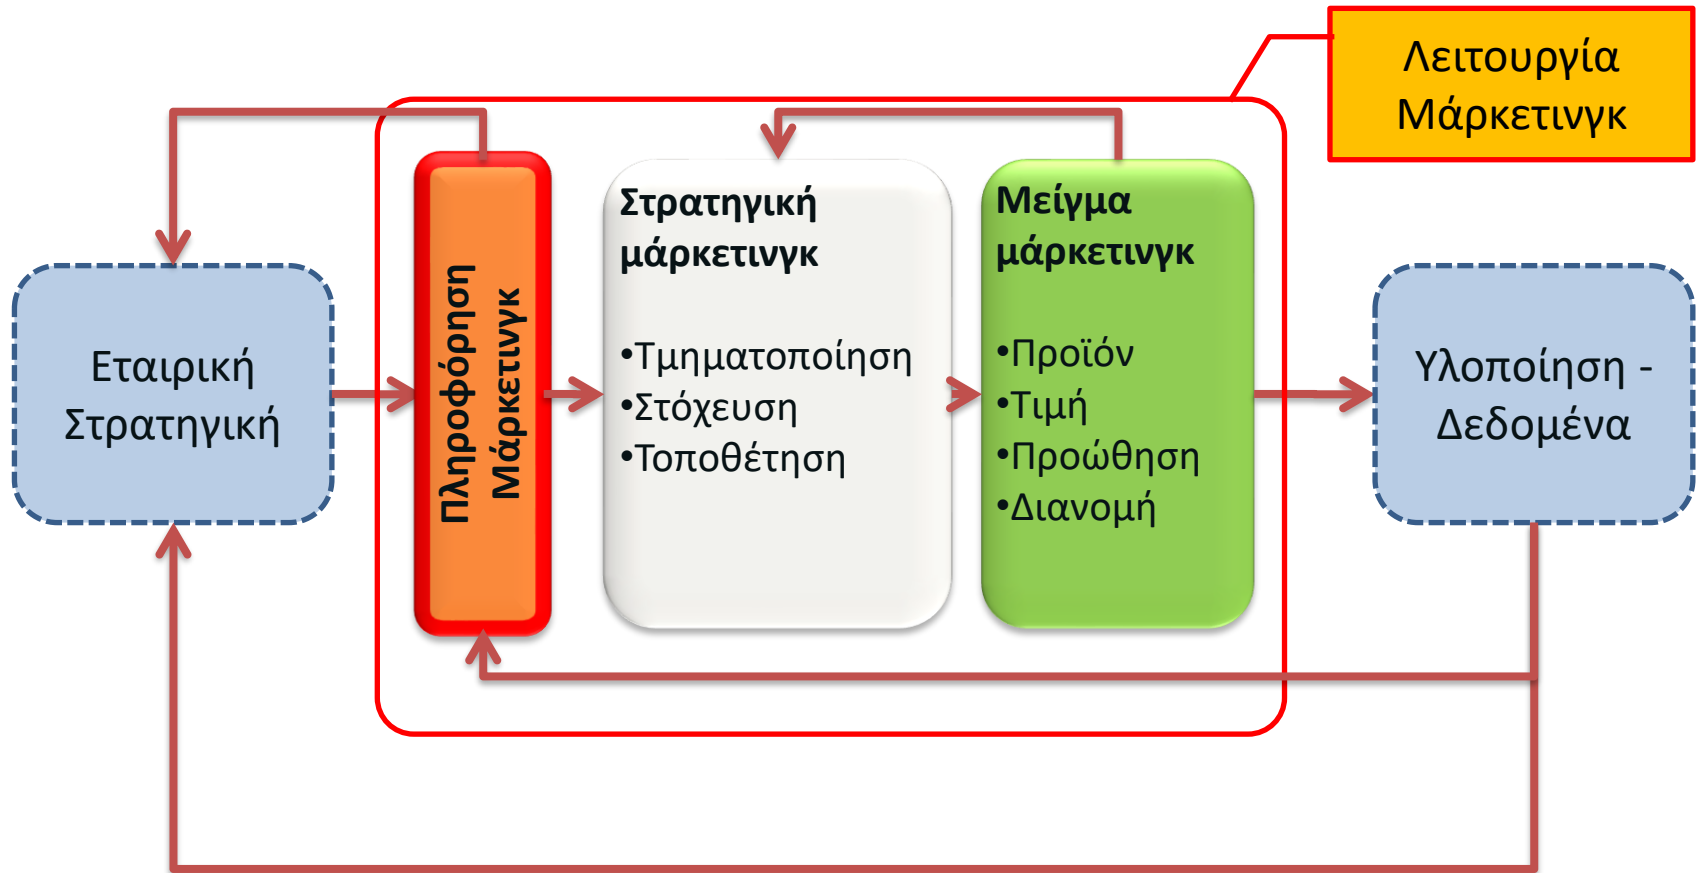 Λειτουργία
Μάρκετινγκ
Εταιρική
Στρατηγική
Πληροφόρηση
Μάρκετινγκ
Στρατηγική
μάρκετινγκ
•Τμηματοποίηση
•Στόχευση
•Τοποθέτηση
Μείγμα
μάρκετινγκ
•Προϊόν
•Τιμή
•Προώθηση
•Διανομή
Υλοποίηση -
Δεδομένα